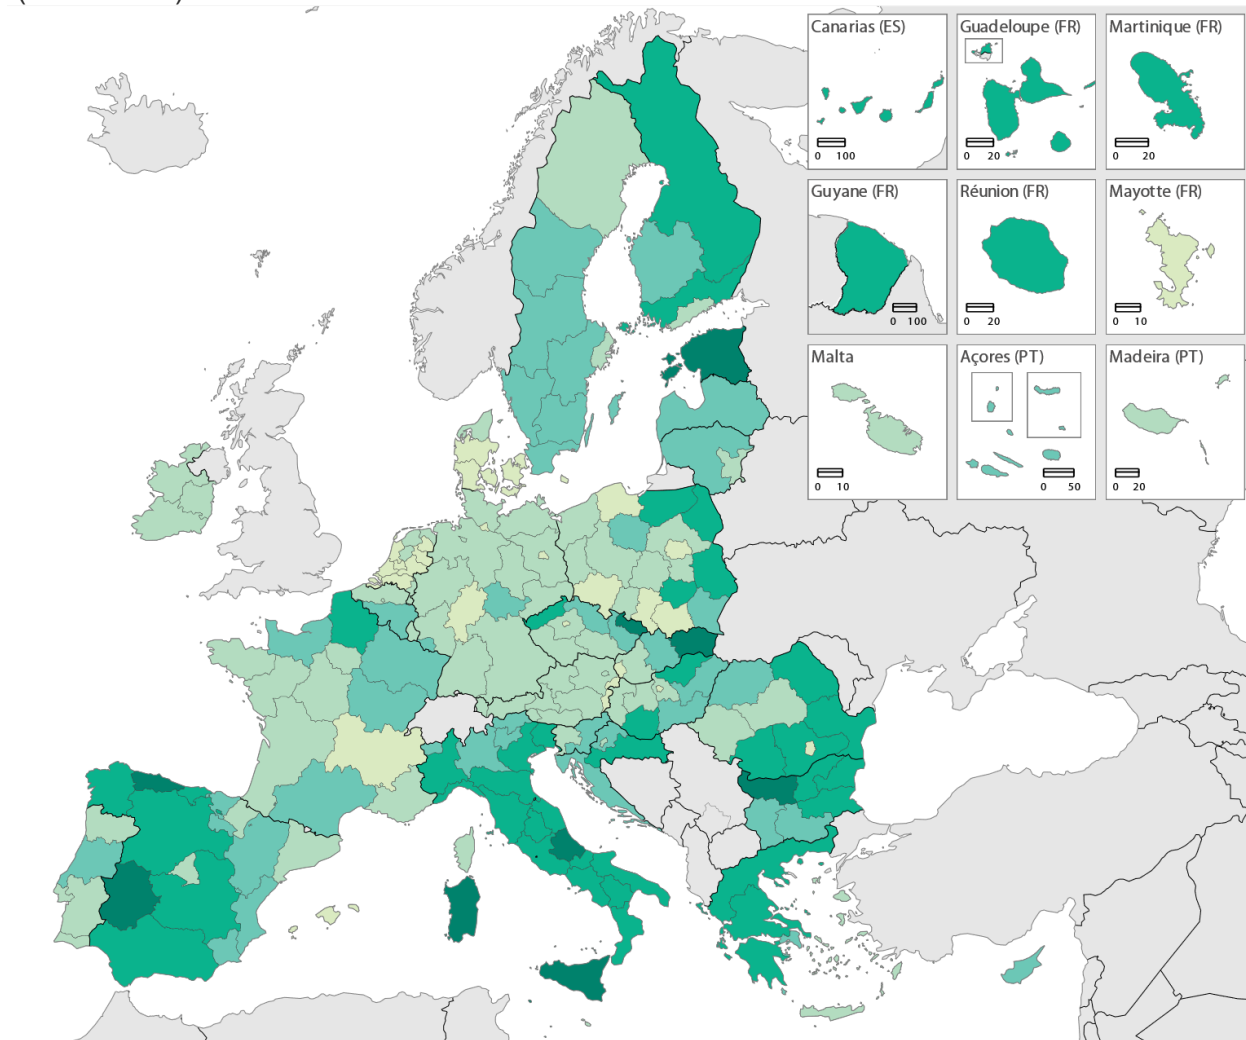 Canarias (ES)
0 100
Guadeloupe (FR)
0 20
Martinique (FR)
0 20
Guyane (FR)
0 100
Réunion (FR)
0 20
Mayotte (FR)
0 10
Malta
0 10
Açores (PT)
0 50
Madeira (PT)
0 20